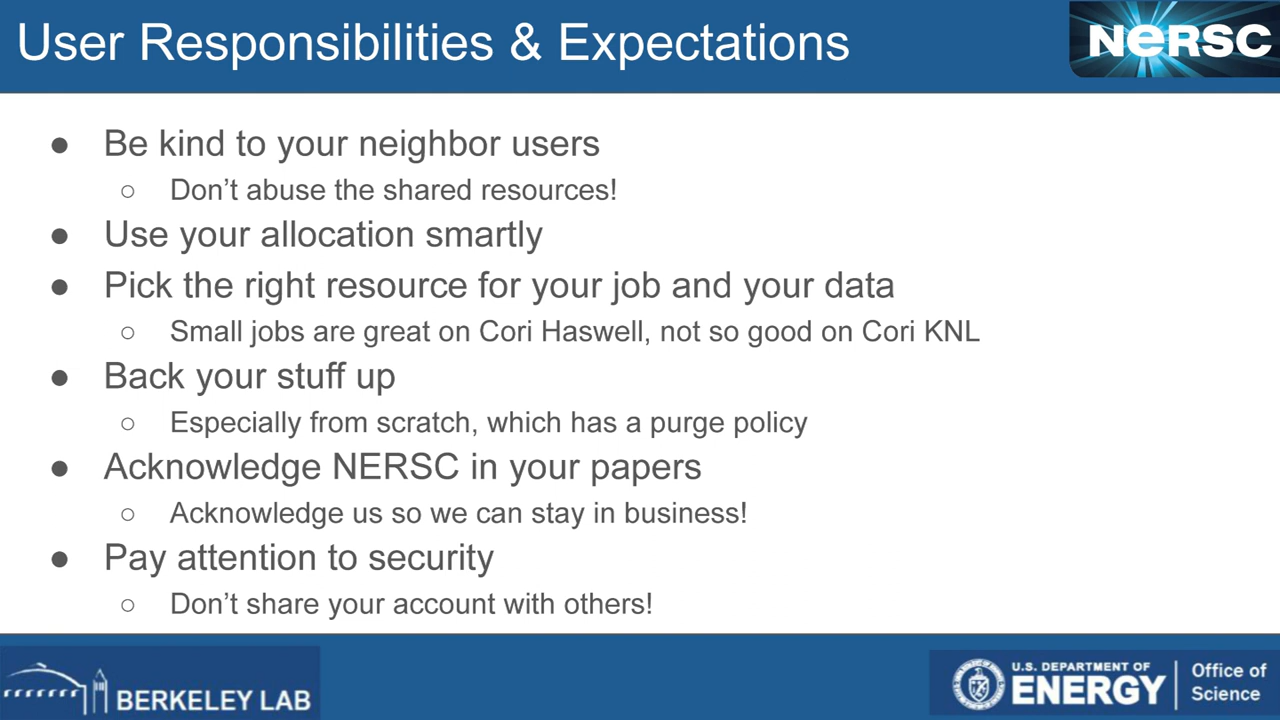 User Responsibilities & Expectations
NERSC
● Be kind to your neighbor users
○ Don’t abuse the shared resources!
● Use your allocation smartly
● Pick the right resource for your job and your data
○ Small jobs are great on Cori Haswell, not so good on Cori KNL
● Back your stuff up
○ Especially from scratch, which has a purge policy
● Acknowledge NERSC in your papers
○ Acknowledge us so we can stay in business!
● Pay attention to security
○ Don’t share your account with others!
BERKELEY LAB
U.S. DEPARTMENT OF
ENERGY
Office of
Science